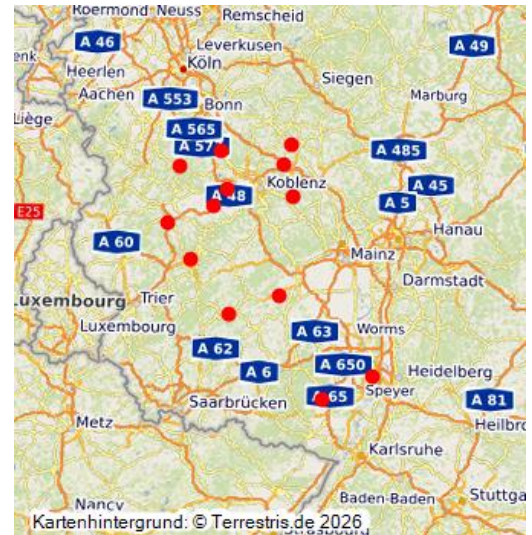 Roermond Neuss Remscheid
A 46 Leverkusen A 49
Heerlen Köln
Aachen A 553 Siegen Marburg
Liège Bonn
A 565
A 57 A 485
Koblenz A 45
E25 A 48 A 5
A 60 Hanau
Mainz
Trier Darmstadt
Luxembourg
Luxembourg A 63 Worms
A 62 A 650
A 6 Heidelberg
Saarbrücken A 65 Speyer A 81
Metz Heilbro
Karlsruhe
Baden-Baden Stuttga
Nancy
Kartenhintergrund: © Terrestris.de 2026
Strasbourg